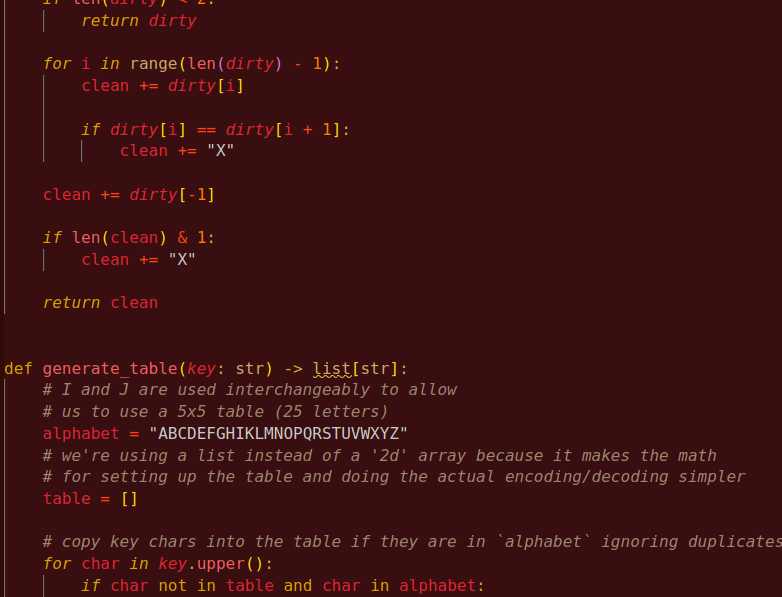 if len(dirty) < 2:
return dirty
for i in range(len(dirty) - 1):
clean += dirty[i]
if dirty[i] == dirty[i + 1]:
clean += "X"
clean += dirty[-1]
if len(clean) & 1:
clean += "X"
return clean
def generate_table(key: str) -> list[str]:
# I and J are used interchangeably to allow
# us to use a 5x5 table (25 letters)
alphabet = "ABCDEFGHIKLMNOPQRSTUVWXYZ"
# we're using a list instead of a '2d' array because it makes the math
# for setting up the table and doing the actual encoding/decoding simpler
table = []
# copy key chars into the table if they are in `alphabet` ignoring duplicates
for char in key.upper():
if char not in table and char in alphabet: